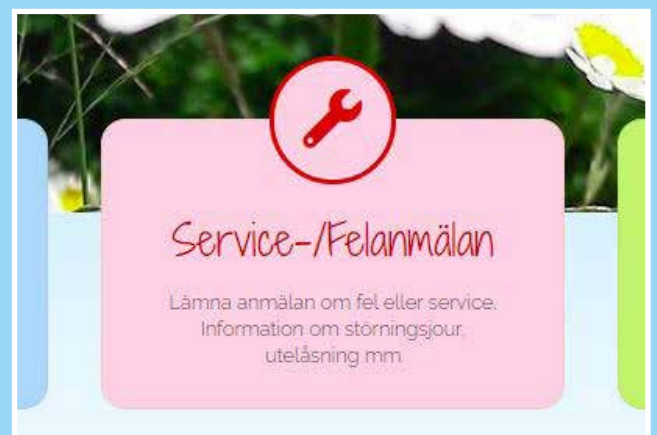 Service-/Felanmälan
Lämna anmälan om fel eller service.
Information om störningsjour,
utelåsning mm